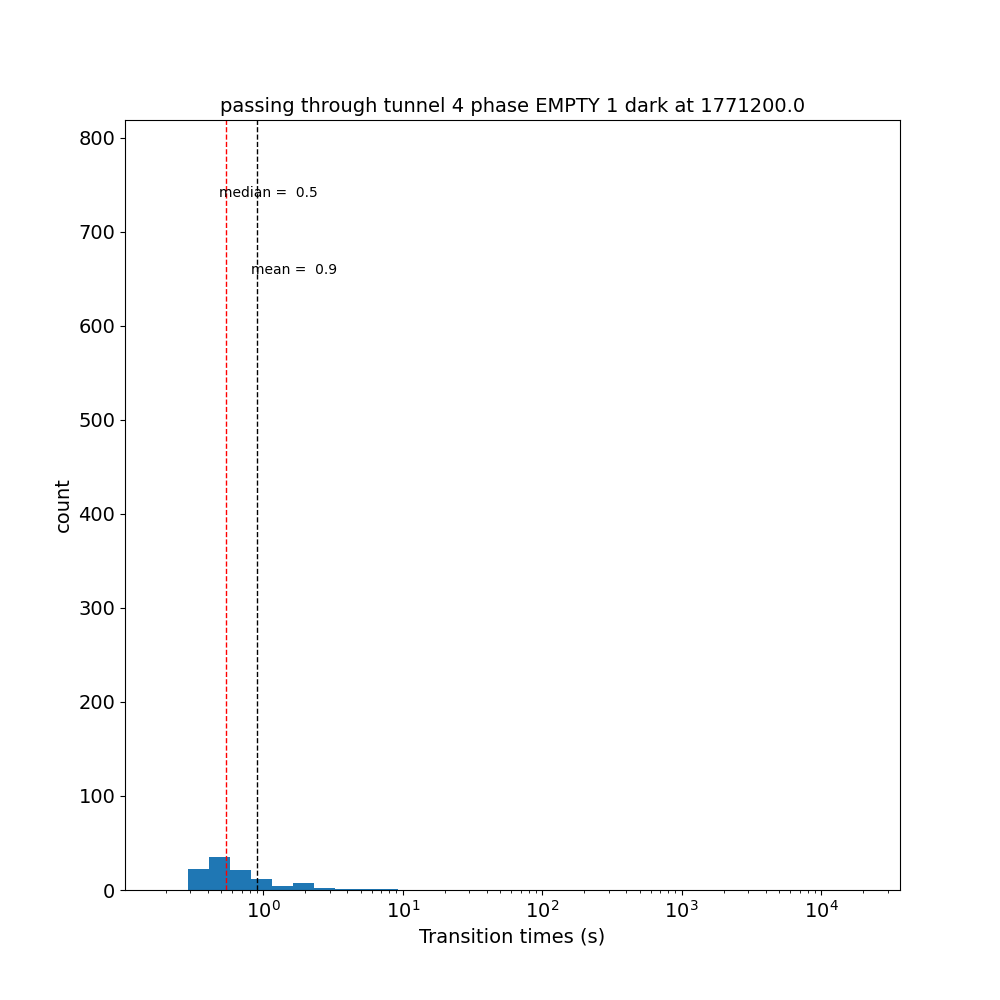 passing through tunnel 4 phase EMPTY 1 dark at 1771200.0
800
median =  0.5
700
mean =  0.9
600
500
count
400
300
200
100
0
10⁰ 10¹ 10² 10³ 10⁴
Transition times (s)